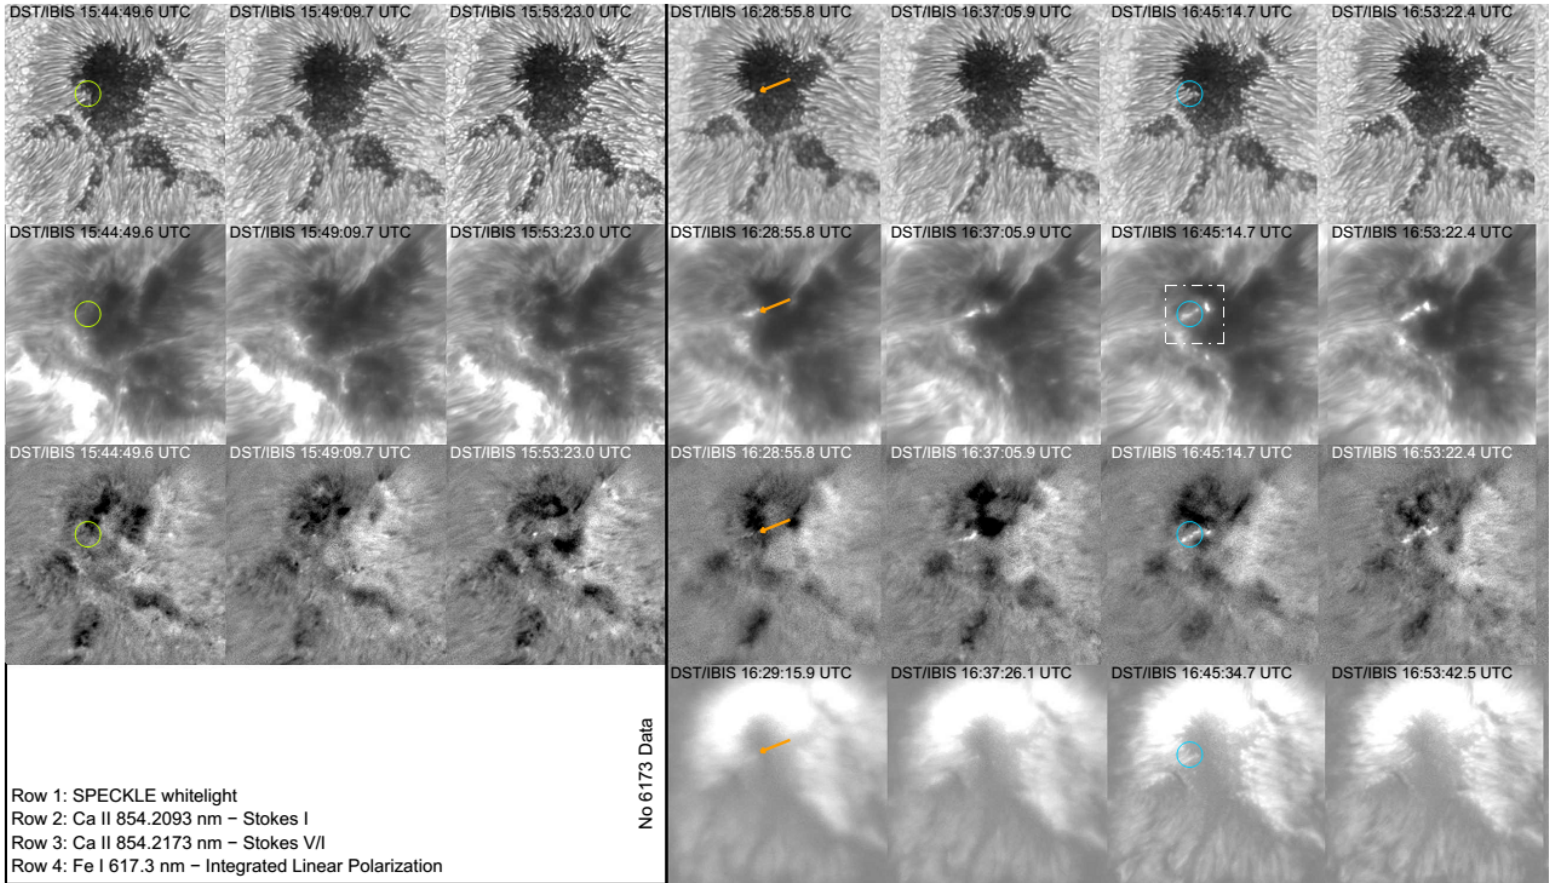 DST/IBIS 15:44:49.6 UTC
DST/IBIS 15:49:09.7 UTC
DST/IBIS 15:53:23.0 UTC
DST/IBIS 16:28:55.8 UTC
DST/IBIS 16:37:05.9 UTC
DST/IBIS 16:45:14.7 UTC
DST/IBIS 16:53:22.4 UTC
DST/IBIS 15:44:49.6 UTC
DST/IBIS 15:49:09.7 UTC
DST/IBIS 15:53:23.0 UTC
DST/IBIS 16:28:55.8 UTC
DST/IBIS 16:37:05.9 UTC
DST/IBIS 16:45:14.7 UTC
DST/IBIS 16:53:22.4 UTC
DST/IBIS 15:44:49.6 UTC
DST/IBIS 15:49:09.7 UTC
DST/IBIS 15:53:23.0 UTC
DST/IBIS 16:28:55.8 UTC
DST/IBIS 16:37:05.9 UTC
DST/IBIS 16:45:14.7 UTC
DST/IBIS 16:53:22.4 UTC
DST/IBIS 16:29:15.9 UTC
DST/IBIS 16:37:26.1 UTC
DST/IBIS 16:45:34.7 UTC
DST/IBIS 16:53:42.5 UTC
No 6173 Data
Row 1: SPECKLE whitelight
Row 2: Ca II 854.2093 nm − Stokes I
Row 3: Ca II 854.2173 nm − Stokes V/I
Row 4: Fe I 617.3 nm − Integrated Linear Polarization